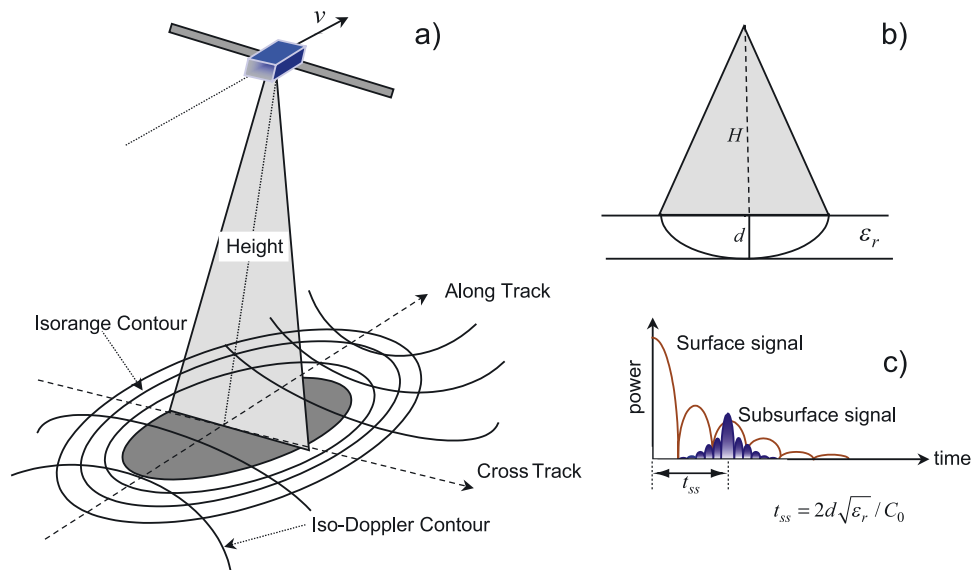 v
a)
Height
Along Track
Isorange Contour
Cross Track
Iso-Doppler Contour
b)
H
d
εr
c)
Surface signal
Subsurface signal
power
time
tss
tss = 2d√εr / C0